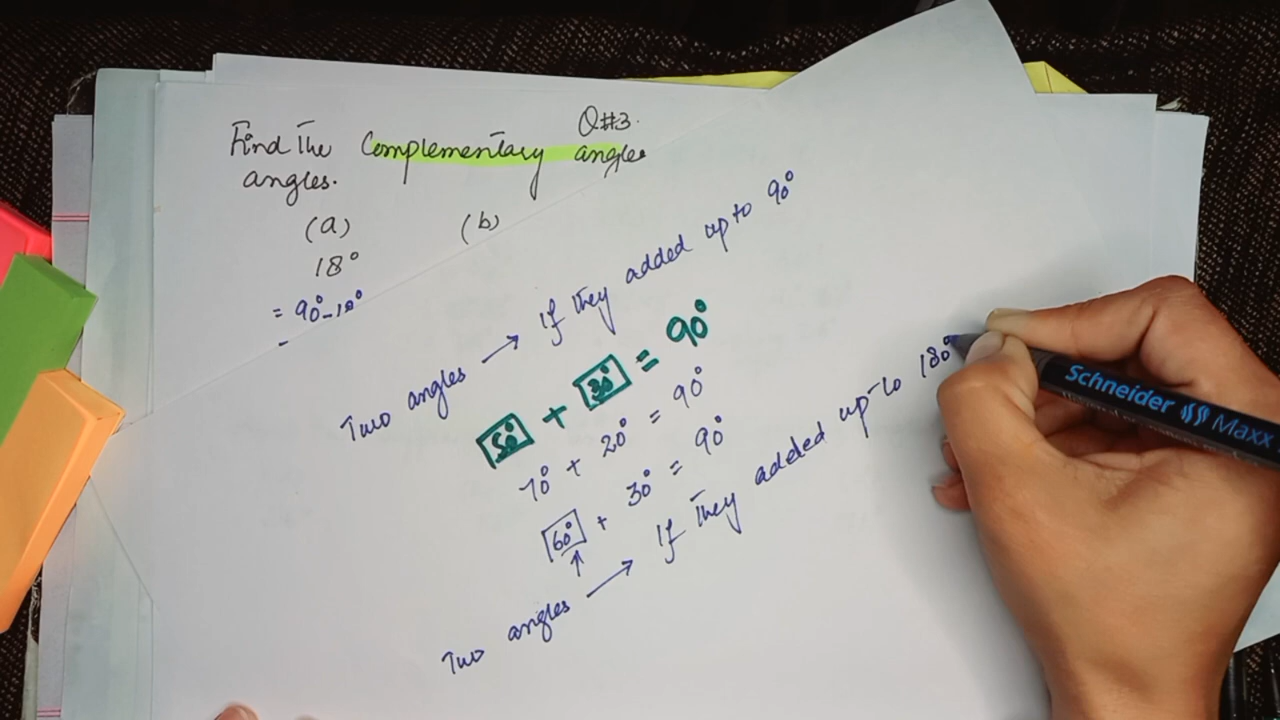 Q#3.
Find The Complementary angles
angles.
(a) (b)
18°
= 90° - 18°
-
Two angles → If they added up to 90°
50° + 30° = 90°
70° + 20° = 90°
60° + 30° = 90°
↑
Two angles → If They added up to 180°
Schneider Maxx